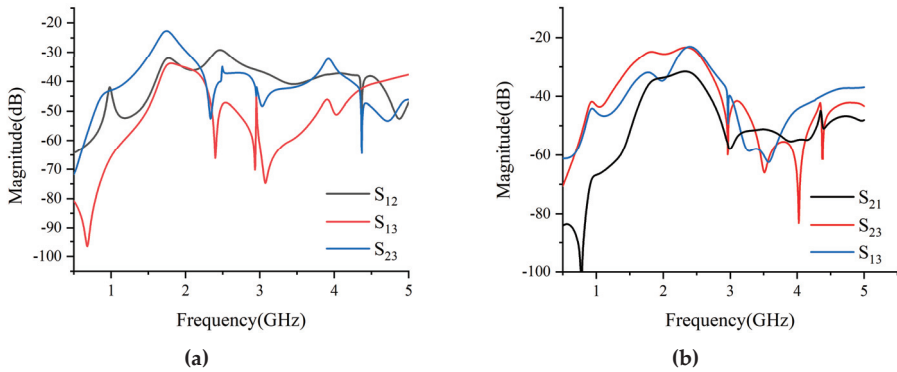 -20
-30
-40
-50
-60
-70
-80
-90
-100
Magnitude(dB)
S12
S13
S23
1 2 3 4 5
Frequency(GHz)
(a)
-20
-40
-60
-80
-100
Magnitude(dB)
S21
S23
S13
1 2 3 4 5
Frequency(GHz)
(b)